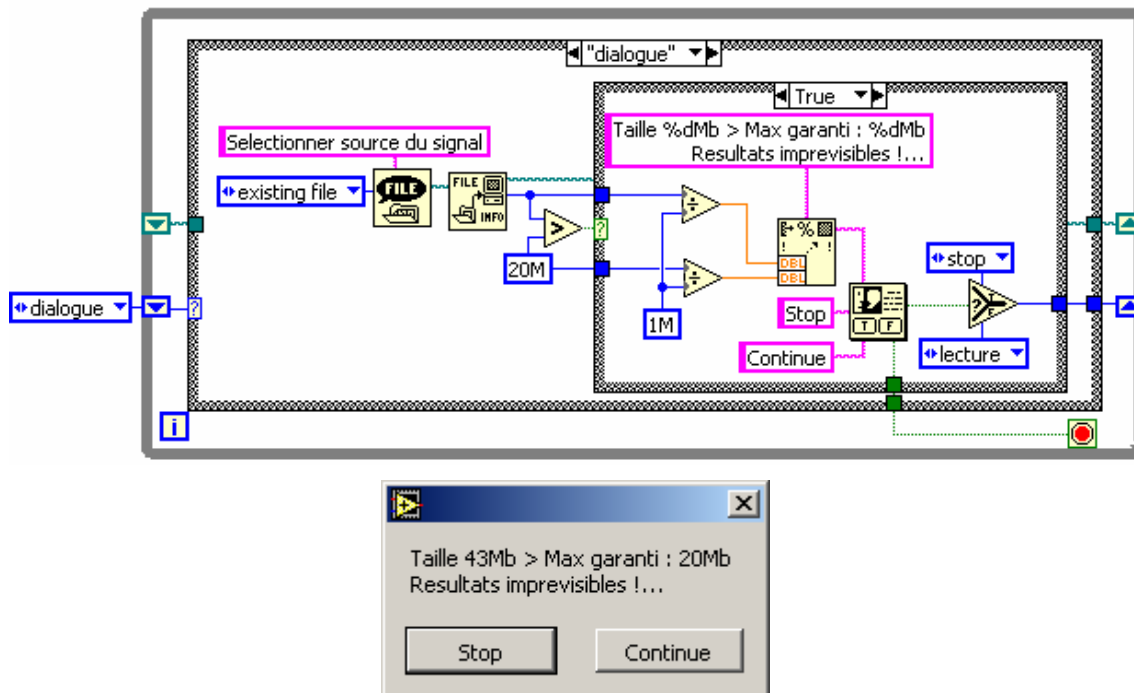 "dialogue"
True
Taille %dMb > Max garanti : %dMb
Resultats imprevisibles !...
Selectionner source du signal
existing file
FILE
FILE
INFO
>
÷
%
!
!
?
20M
DBL
DBL
÷
stop
dialogue
?
1M
Stop
?
T
F
T
F
Continue
lecture
i
Taille 43Mb > Max garanti : 20Mb
Resultats imprevisibles !...
Stop
Continue